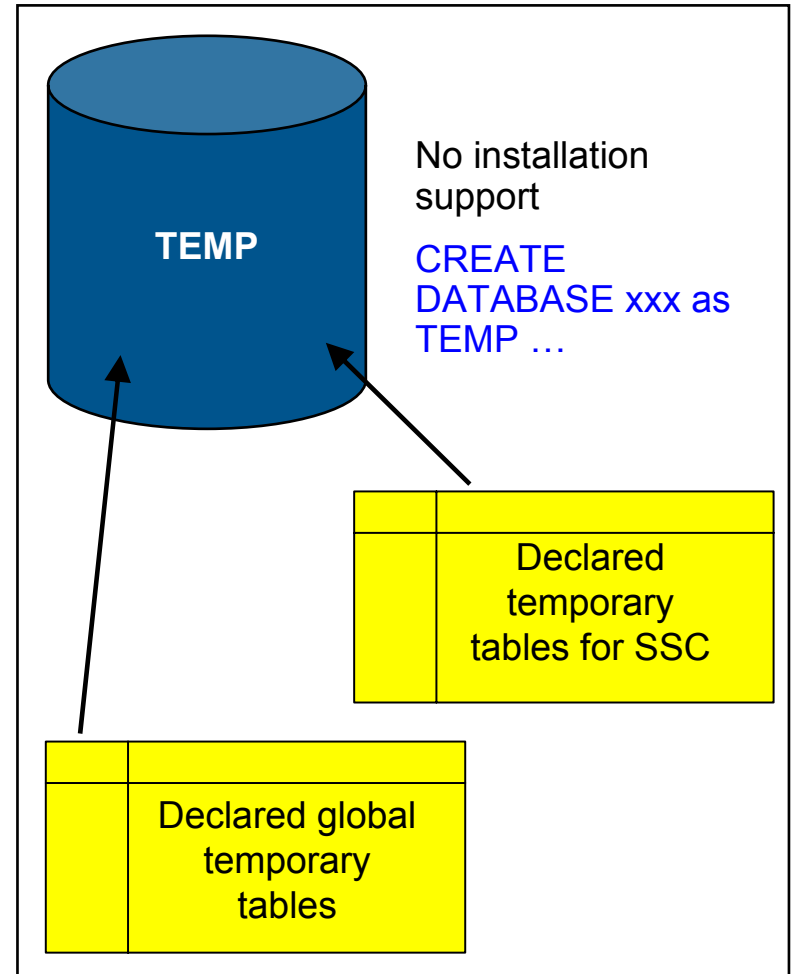 TEMP
No installation
support
CREATE
DATABASE xxx as
TEMP …
Declared
temporary
tables for SSC
Declared global
temporary
tables